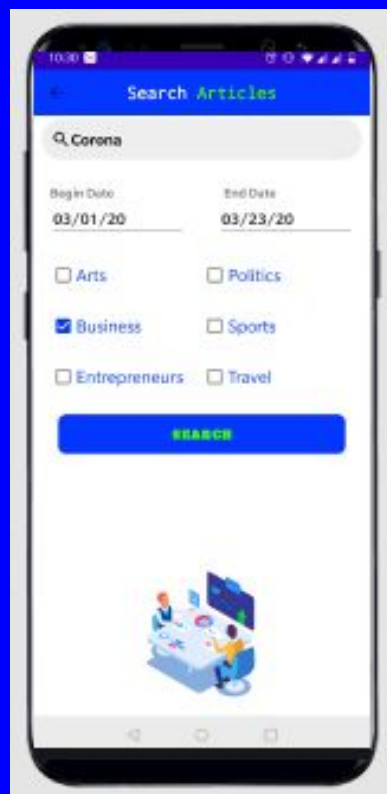 10:30
Search Articles
Corona
Begin Date End Date
03/01/20 03/23/20
Arts Politics
Business Sports
Entrepreneurs Travel
SEARCH